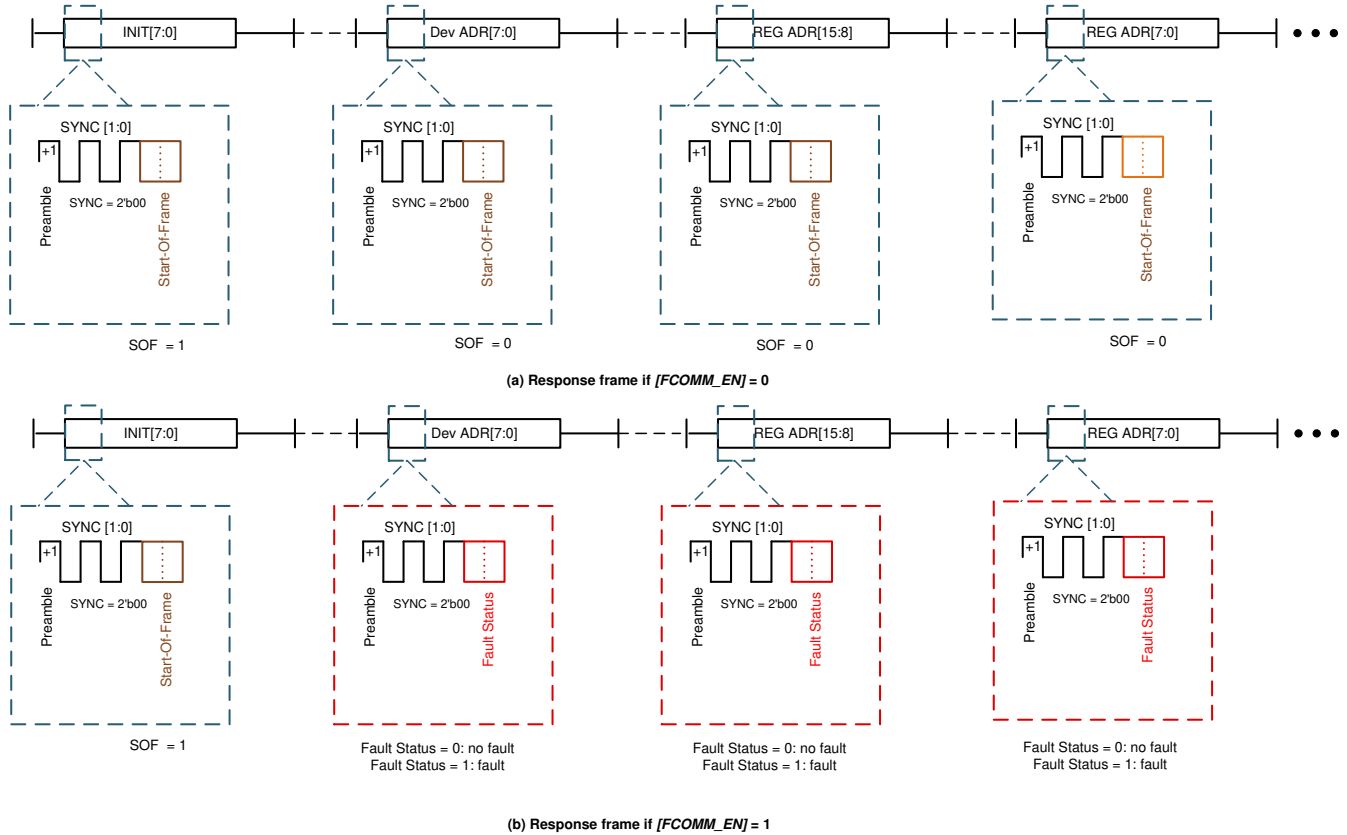 INIT[7:0]
Dev ADR[7:0]
REG ADR[15:8]
REG ADR[7:0]
SYNC [1:0]
+1
SYNC = 2'b00
Preamble
Start-Of-Frame
SOF = 1
SYNC [1:0]
+1
SYNC = 2'b00
Preamble
Start-Of-Frame
SOF = 0
SYNC [1:0]
+1
SYNC = 2'b00
Preamble
Start-Of-Frame
SOF = 0
SYNC [1:0]
+1
SYNC = 2'b00
Preamble
Start-Of-Frame
SOF = 0
(a) Response frame if [FCOMM_EN] = 0
INIT[7:0]
Dev ADR[7:0]
REG ADR[15:8]
REG ADR[7:0]
SYNC [1:0]
+1
SYNC = 2'b00
Preamble
Start-Of-Frame
SOF = 1
SYNC [1:0]
+1
SYNC = 2'b00
Preamble
Fault Status
Fault Status = 0: no fault
Fault Status = 1: fault
SYNC [1:0]
+1
SYNC = 2'b00
Preamble
Fault Status
Fault Status = 0: no fault
Fault Status = 1: fault
SYNC [1:0]
+1
SYNC = 2'b00
Preamble
Fault Status
Fault Status = 0: no fault
Fault Status = 1: fault
(b) Response frame if [FCOMM_EN] = 1